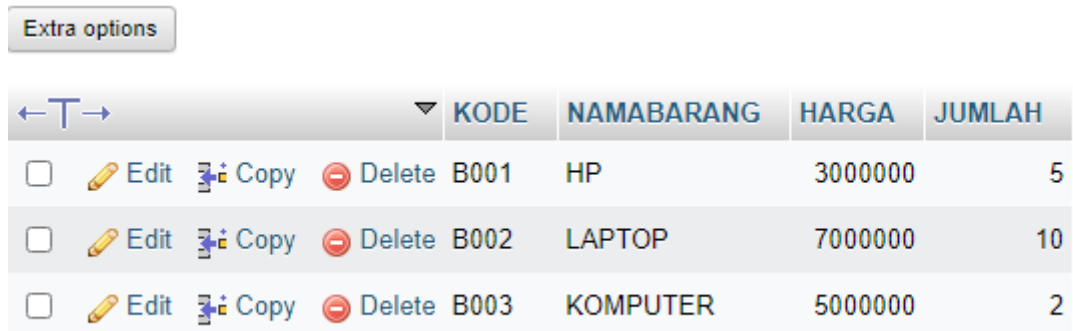 Extra options
←T→ KODE NAMABARANG HARGA JUMLAH
Edit Copy Delete B001 HP 3000000 5
Edit Copy Delete B002 LAPTOP 7000000 10
Edit Copy Delete B003 KOMPUTER 5000000 2